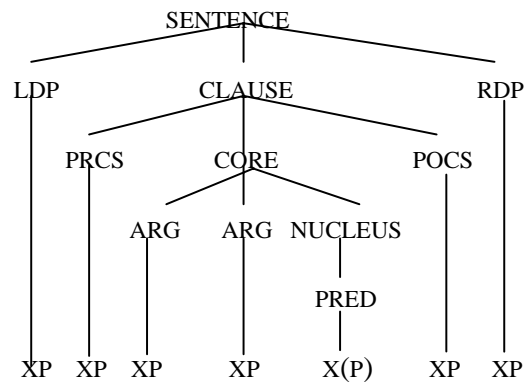 SENTENCE
LDP CLAUSE RDP
PRCS CORE POCS
ARG ARG NUCLEUS
PRED
XP XP XP XP X(P) XP XP